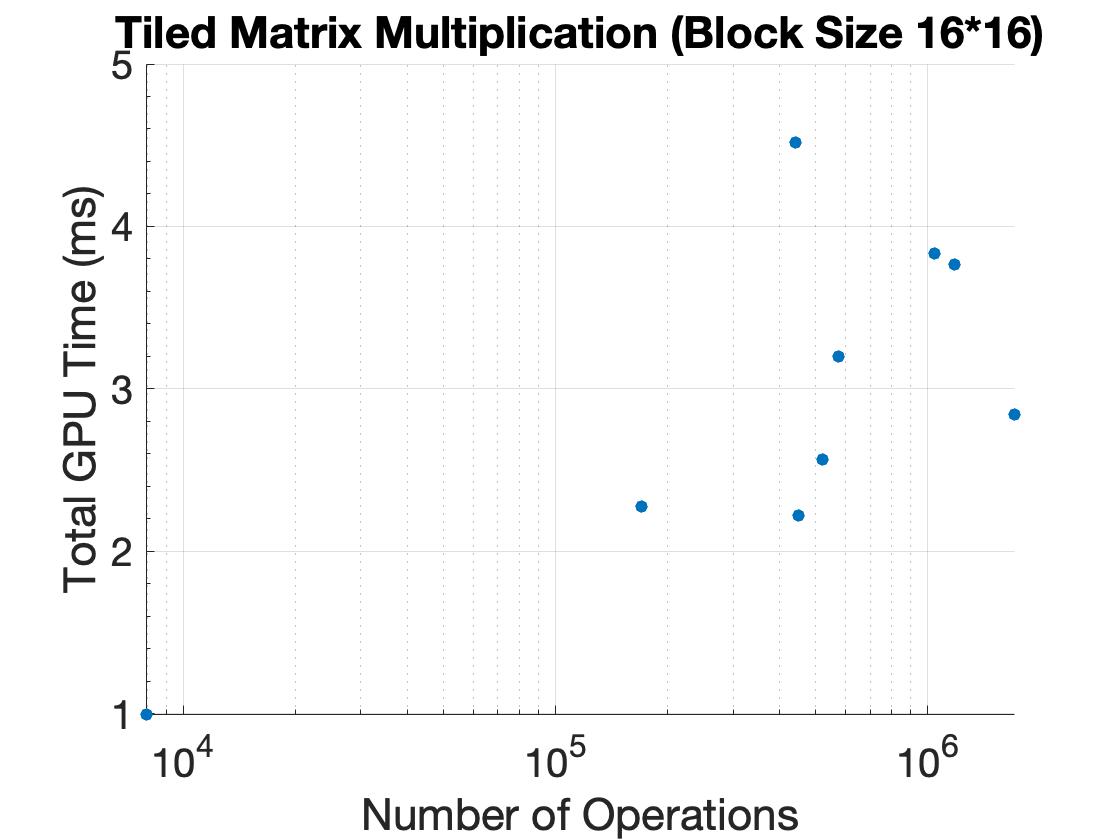 Tiled Matrix Multiplication (Block Size 16*16)
Total GPU Time (ms)
5
4
3
2
1
10^4 10^5 10^6
Number of Operations